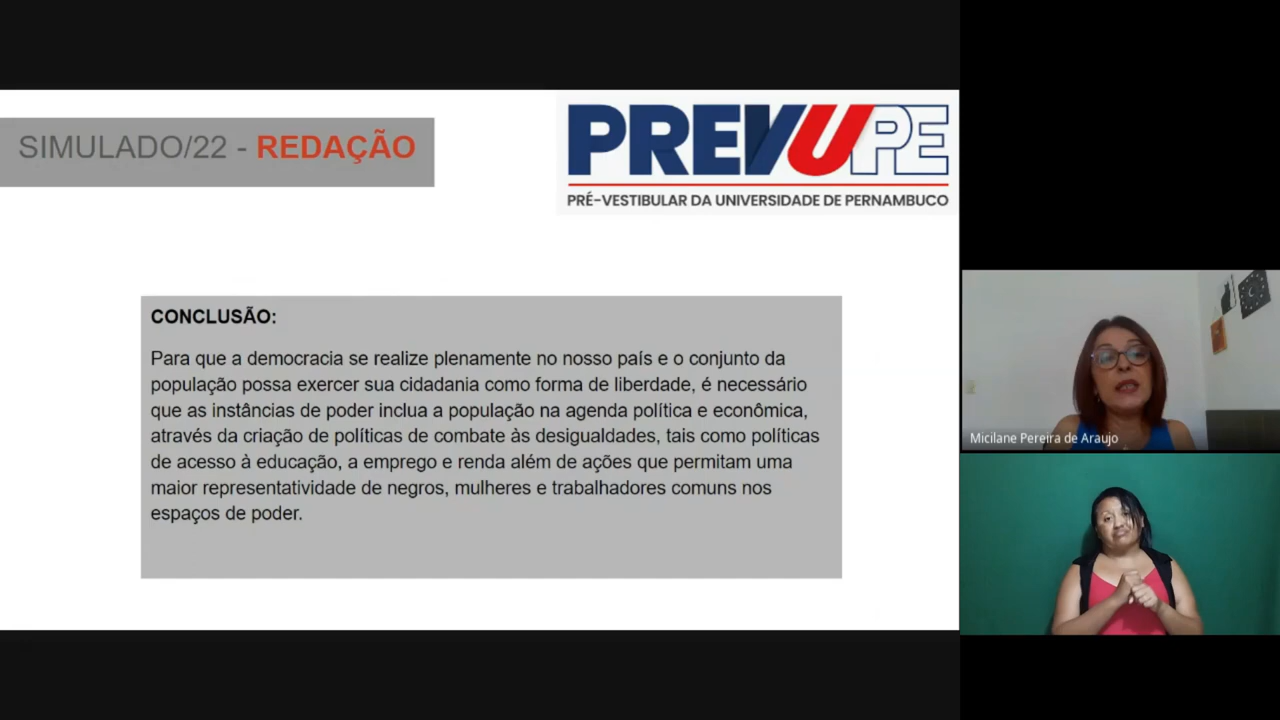 SIMULADO/22 - REDAÇÃO
PREVUPE
PRÉ-VESTIBULAR DA UNIVERSIDADE DE PERNAMBUCO
CONCLUSÃO:
Para que a democracia se realize plenamente no nosso país e o conjunto da
população possa exercer sua cidadania como forma de liberdade, é necessário
que as instâncias de poder inclua a população na agenda política e econômica,
através da criação de políticas de combate às desigualdades, tais como políticas
de acesso à educação, a emprego e renda além de ações que permitam uma
maior representatividade de negros, mulheres e trabalhadores comuns nos
espaços de poder.
Micilane Pereira de Araujo